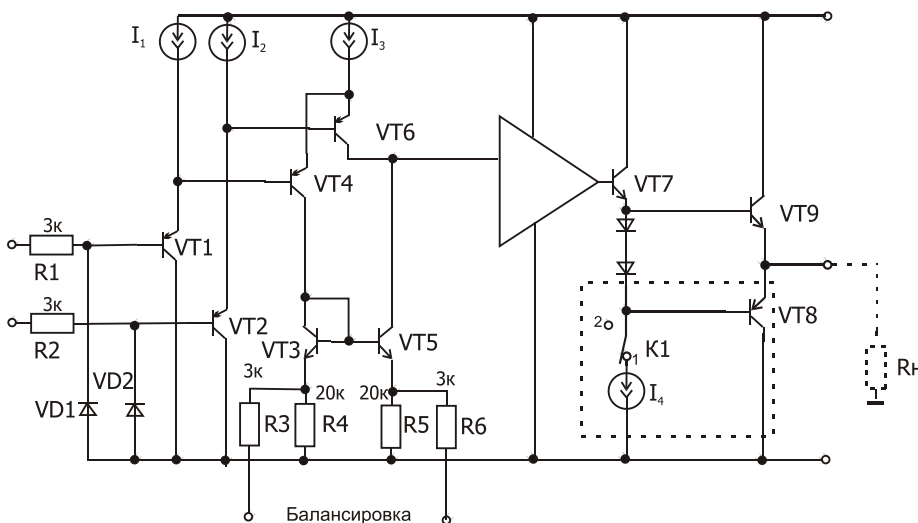 I1
I2
I3
VT6
VT4
VT7
VT9
3к
R1
VT1
3к
R2
VT2
VT8
2
1
K1
I4
VT3
VT5
VD2
VD1
3к
20к
20к
3к
R3
R4
R5
R6
Rн
Балансировка